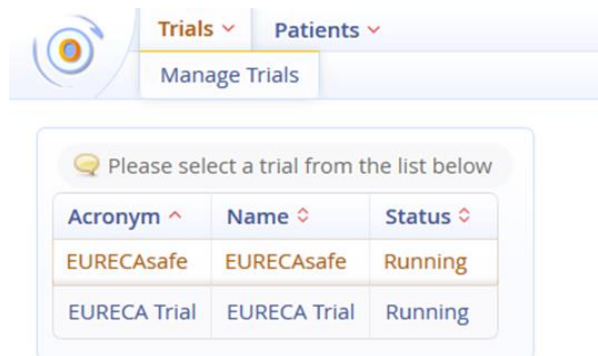 Trials Patients
Manage Trials
Please select a trial from the list below
Acronym Name Status
EURECAsafe EURECAsafe Running
EURECA Trial EURECA Trial Running